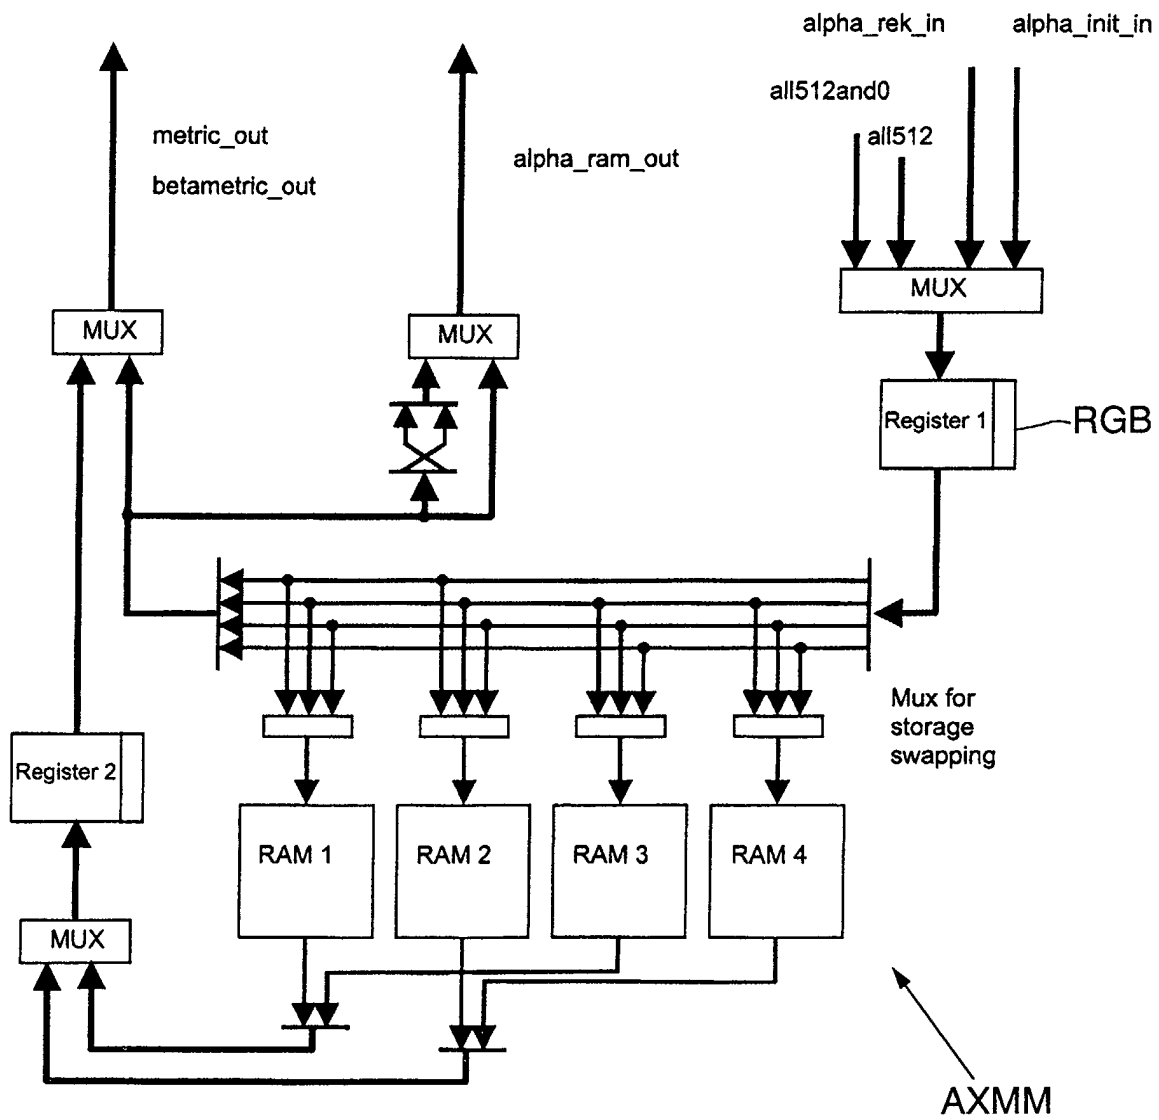 alpha_rek_in
alpha_init_in
all512and0
all512
metric_out
betametric_out
alpha_ram_out
MUX
MUX
MUX
Register 1
RGB
Mux for
storage
swapping
Register 2
RAM 1
RAM 2
RAM 3
RAM 4
MUX
AXMM